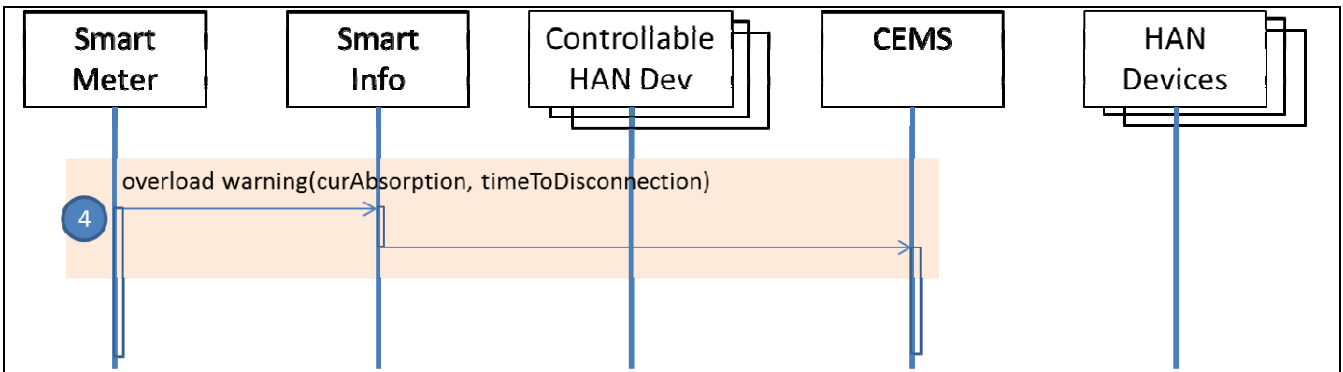 Smart
Meter
Smart
Info
Controllable
HAN Dev
CEMS
HAN
Devices
overload warning(curAbsorption, timeToDisconnection)
4